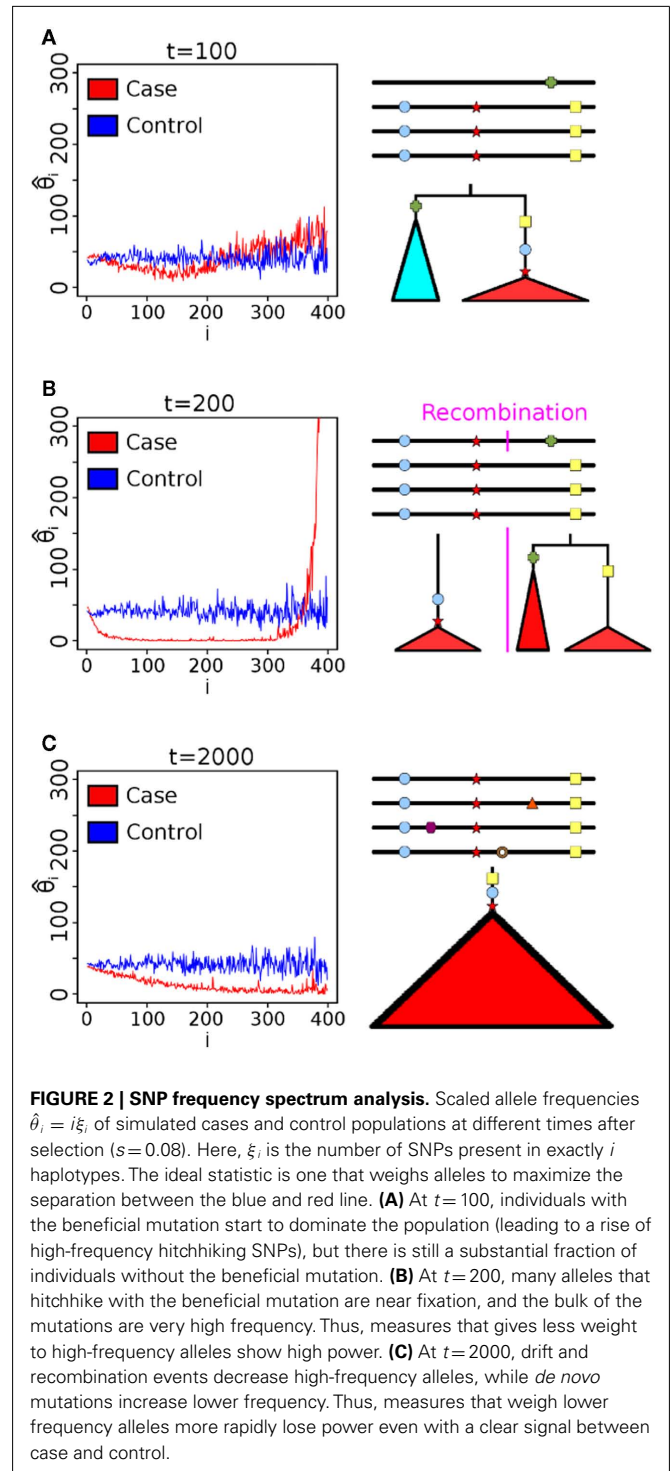 A
t=100
300
200
100
0
θ̂i
Case
Control
0 100 200 300 400
i
B
t=200
300
200
100
0
θ̂i
Case
Control
0 100 200 300 400
i
Recombination
C
t=2000
300
200
100
0
θ̂i
Case
Control
0 100 200 300 400
i
FIGURE 2 | SNP frequency spectrum analysis. Scaled allele frequencies
θ̂i = iξi of simulated cases and control populations at different times after
selection (s = 0.08). Here, ξi is the number of SNPs present in exactly i
haplotypes. The ideal statistic is one that weighs alleles to maximize the
separation between the blue and red line. (A) At t = 100, individuals with
the beneficial mutation start to dominate the population (leading to a rise of
high-frequency hitchhiking SNPs), but there is still a substantial fraction of
individuals without the beneficial mutation. (B) At t = 200, many alleles that
hitchhike with the beneficial mutation are near fixation, and the bulk of the
mutations are very high frequency. Thus, measures that gives less weight
to high-frequency alleles show high power. (C) At t = 2000, drift and
recombination events decrease high-frequency alleles, while de novo
mutations increase lower frequency. Thus, measures that weigh lower
frequency alleles more rapidly lose power even with a clear signal between
case and control.